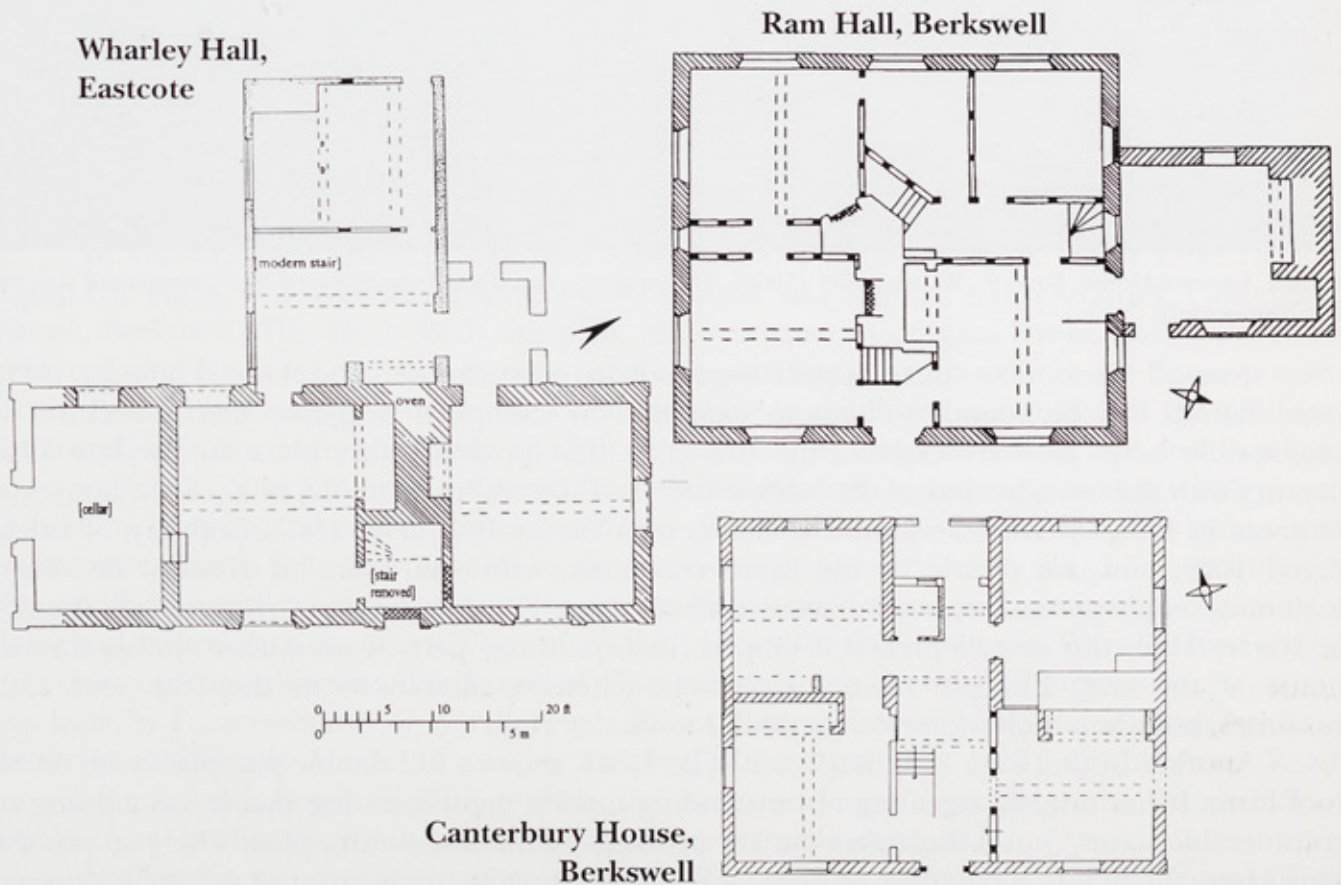 Wharley Hall,
Eastcote
Ram Hall, Berkswell
[modern stair]
oven
[cellar]
[stair
removed]
0 5 10 20 ft
0 5 m
Canterbury House,
Berkswell